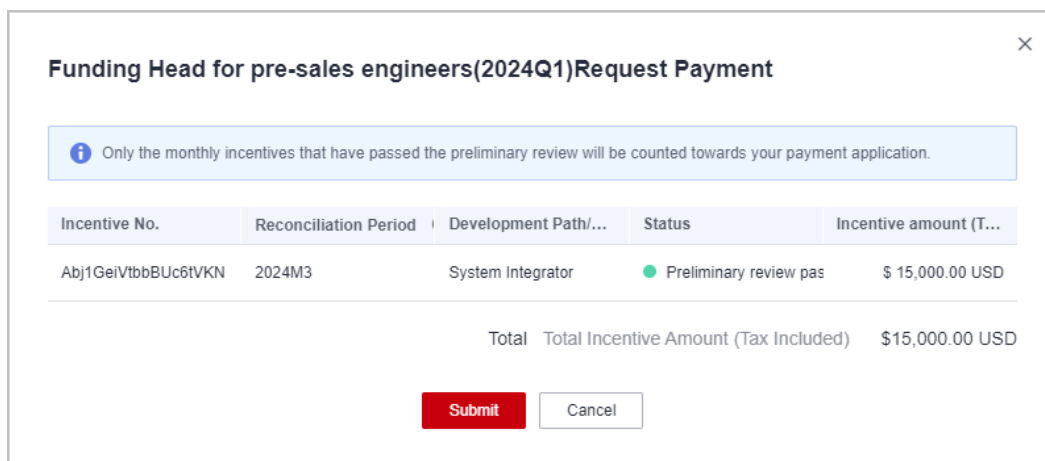 Funding Head for pre-sales engineers(2024Q1)Request Payment
Only the monthly incentives that have passed the preliminary review will be counted towards your payment application.
Incentive No. Reconciliation Period Development Path/... Status Incentive amount (T...
Abj1GeiVtbbBUc6tVKN 2024M3 System Integrator Preliminary review pas $ 15,000.00 USD
Total Total Incentive Amount (Tax Included) $15,000.00 USD
Submit Cancel